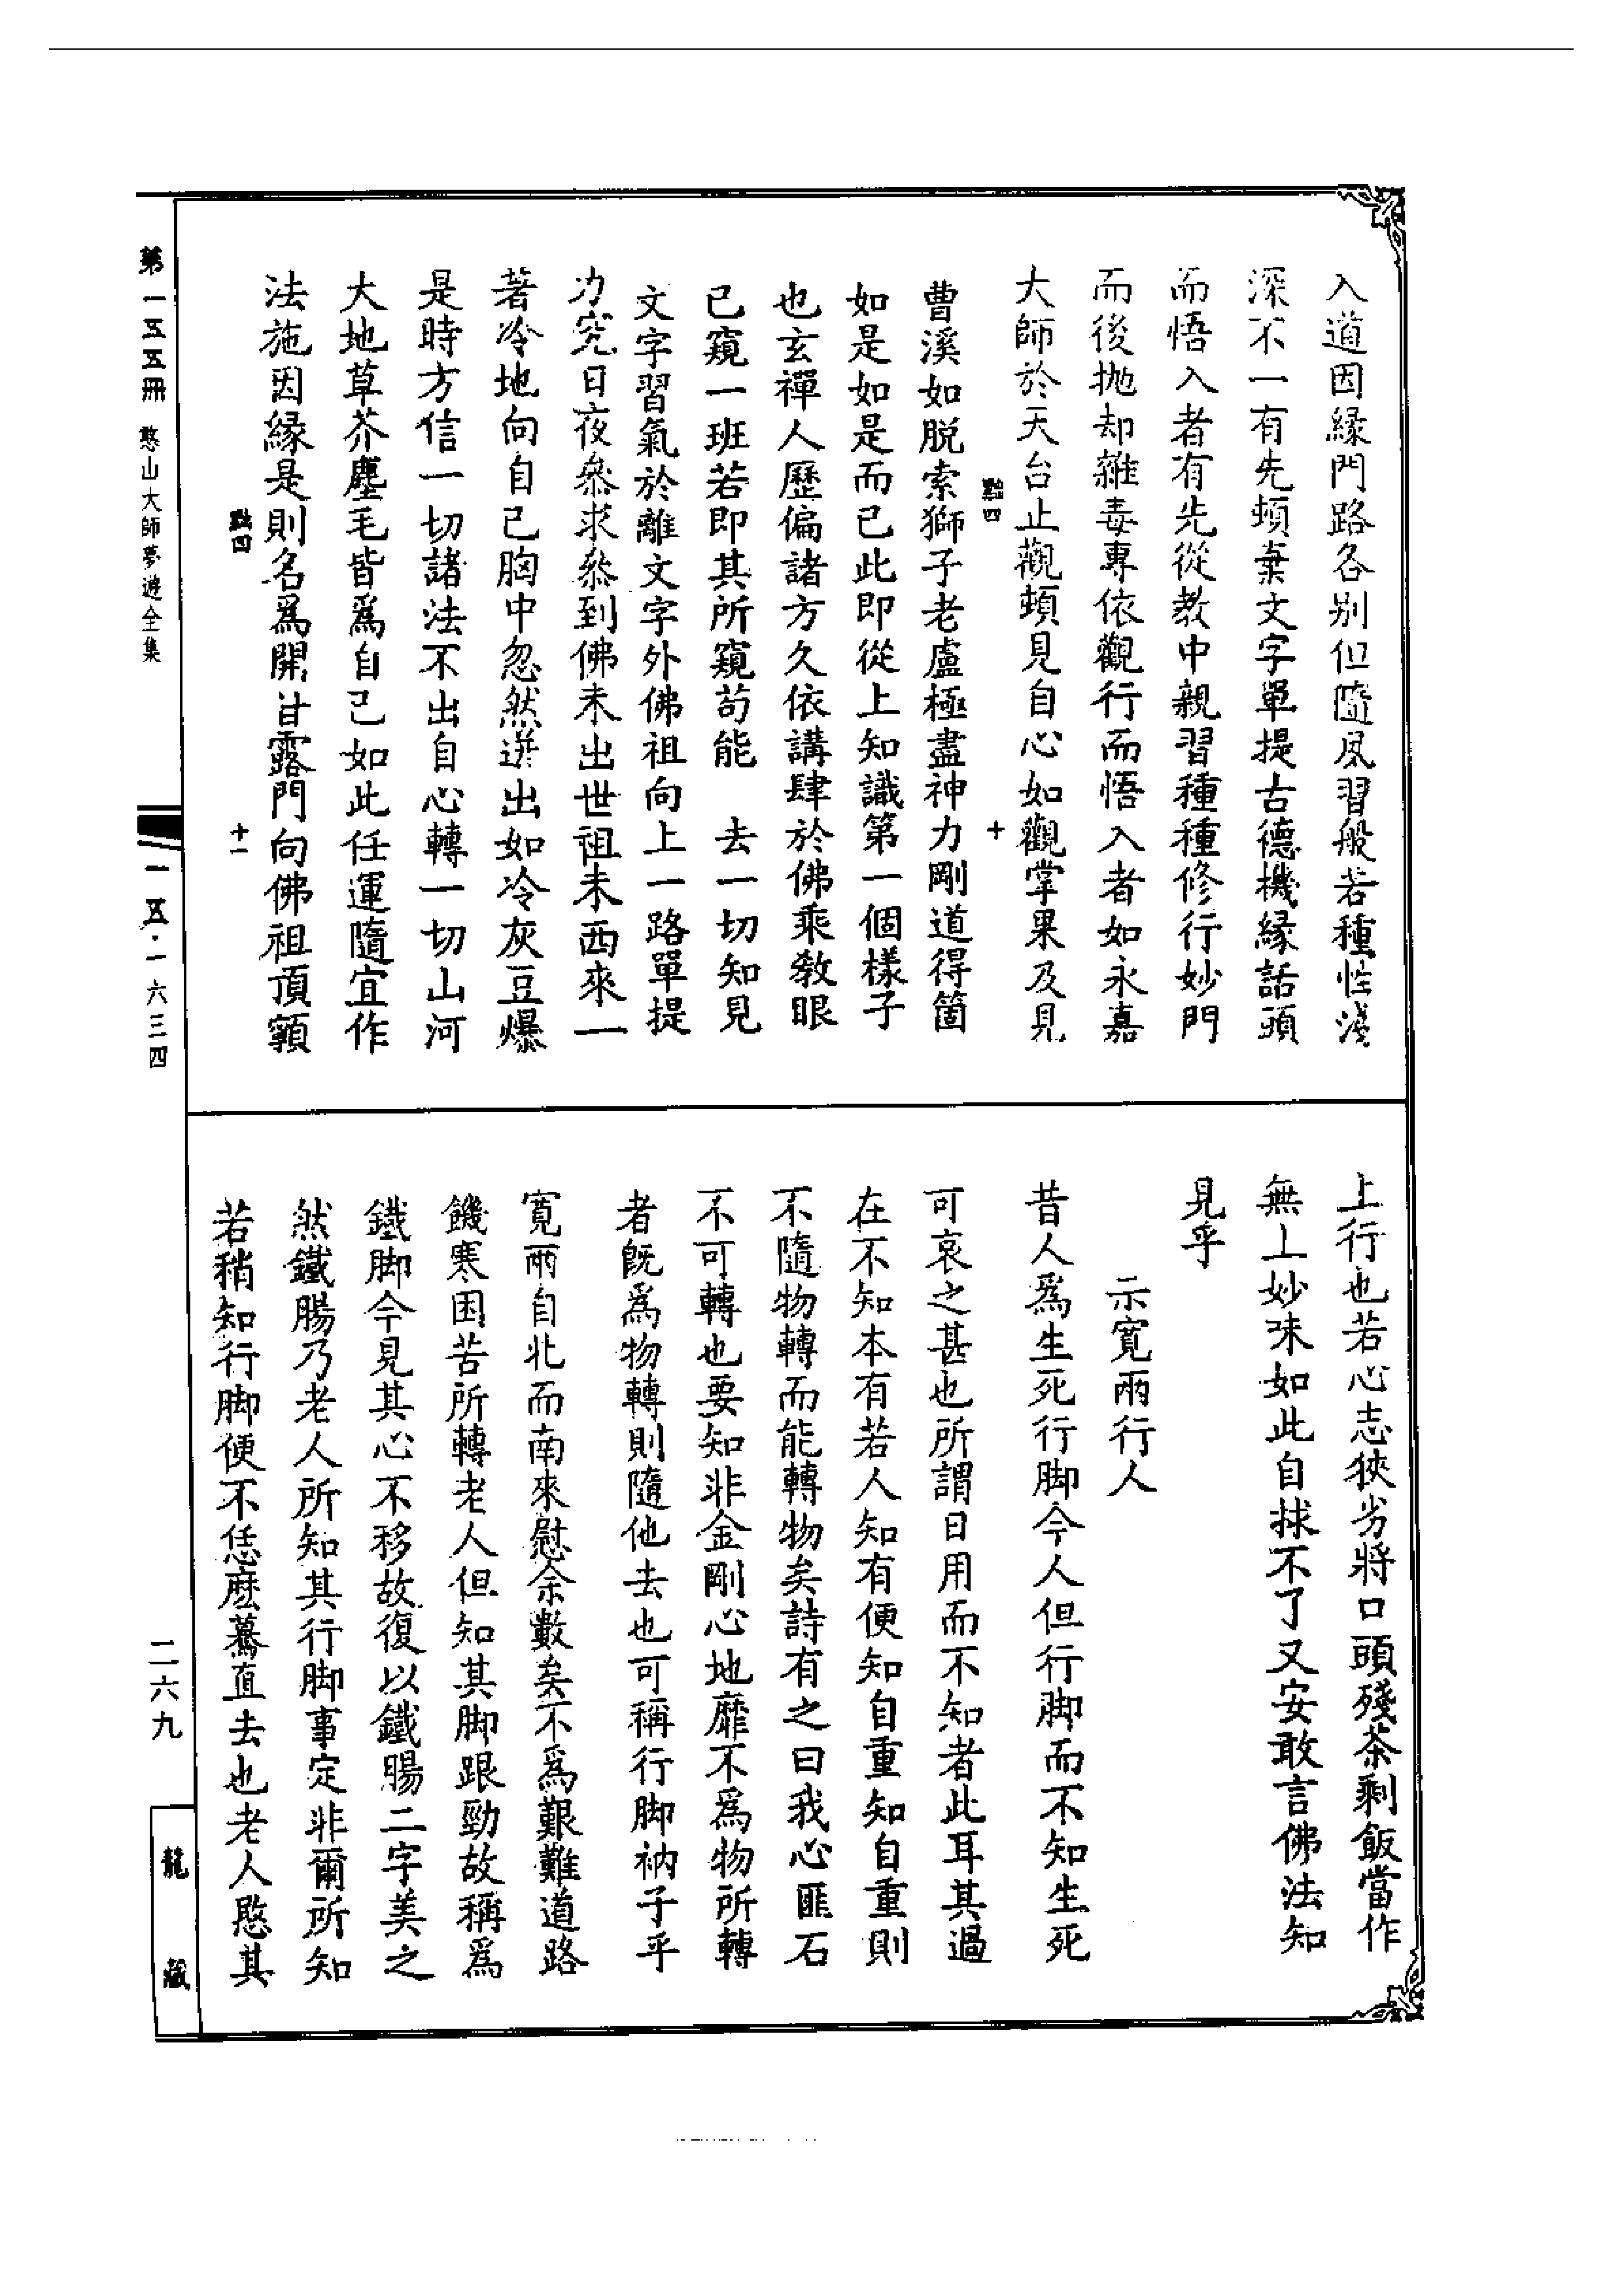 入道因緣門路各别但隨夙習般若種性淺
深不一有先頓棄文字單提古德機緣話頭
而悟入者有先從教中親習種種修行妙門
而後抛却雜毒專依觀行而悟入者如永嘉
大師於天台止觀頓見自心如觀掌果及見
黜四
十
曹溪如脱索獅子老盧極盡神力剛道得箇
如是如是而已此即從上知識第一個樣子
也玄禪人歷徧諸方久依講肆於佛乘教眼
已窺一班若即其所窺苟能 去一切知見
文字習氣於離文字外佛祖向上一路單提
力究日夜叅求叅到佛未出世祖未西來一
著冷地向自己胸中忽然迸出如冷灰豆爆
是時方信一切諸法不出自心轉一切山河
大地草芥塵毛皆爲自己如此任運隨宜作
法施因緣是則名爲開甘露門向佛祖頂𩕳
黜四
十一
上行也若心志狹劣將口頭殘茶剩飯當作
無上妙味如此自救不了又安敢言佛法知
見乎
示寬兩行人
昔人爲生死行脚今人但行脚而不知生死
可哀之甚也所謂日用而不知者此耳其過
在不知本有若人知有便知自重知自重則
不隨物轉而能轉物矣詩有之曰我心匪石
不可轉也要知非金剛心地靡不爲物所轉
者旣爲物轉則隨他去也可稱行脚衲子乎
寬兩自北而南來慰余數矣不爲艱難道路
饑寒困苦所轉老人但知其脚跟勁故稱爲
鐵脚今見其心不移故復以鐵腸二字美之
然鐵腸乃老人所知其行脚事定非爾所知
若稍知行脚便不恁麽驀直去也老人愍其
第一五五冊 憨山大師夢遊全集
一五五·一六三四
二六九
龍藏